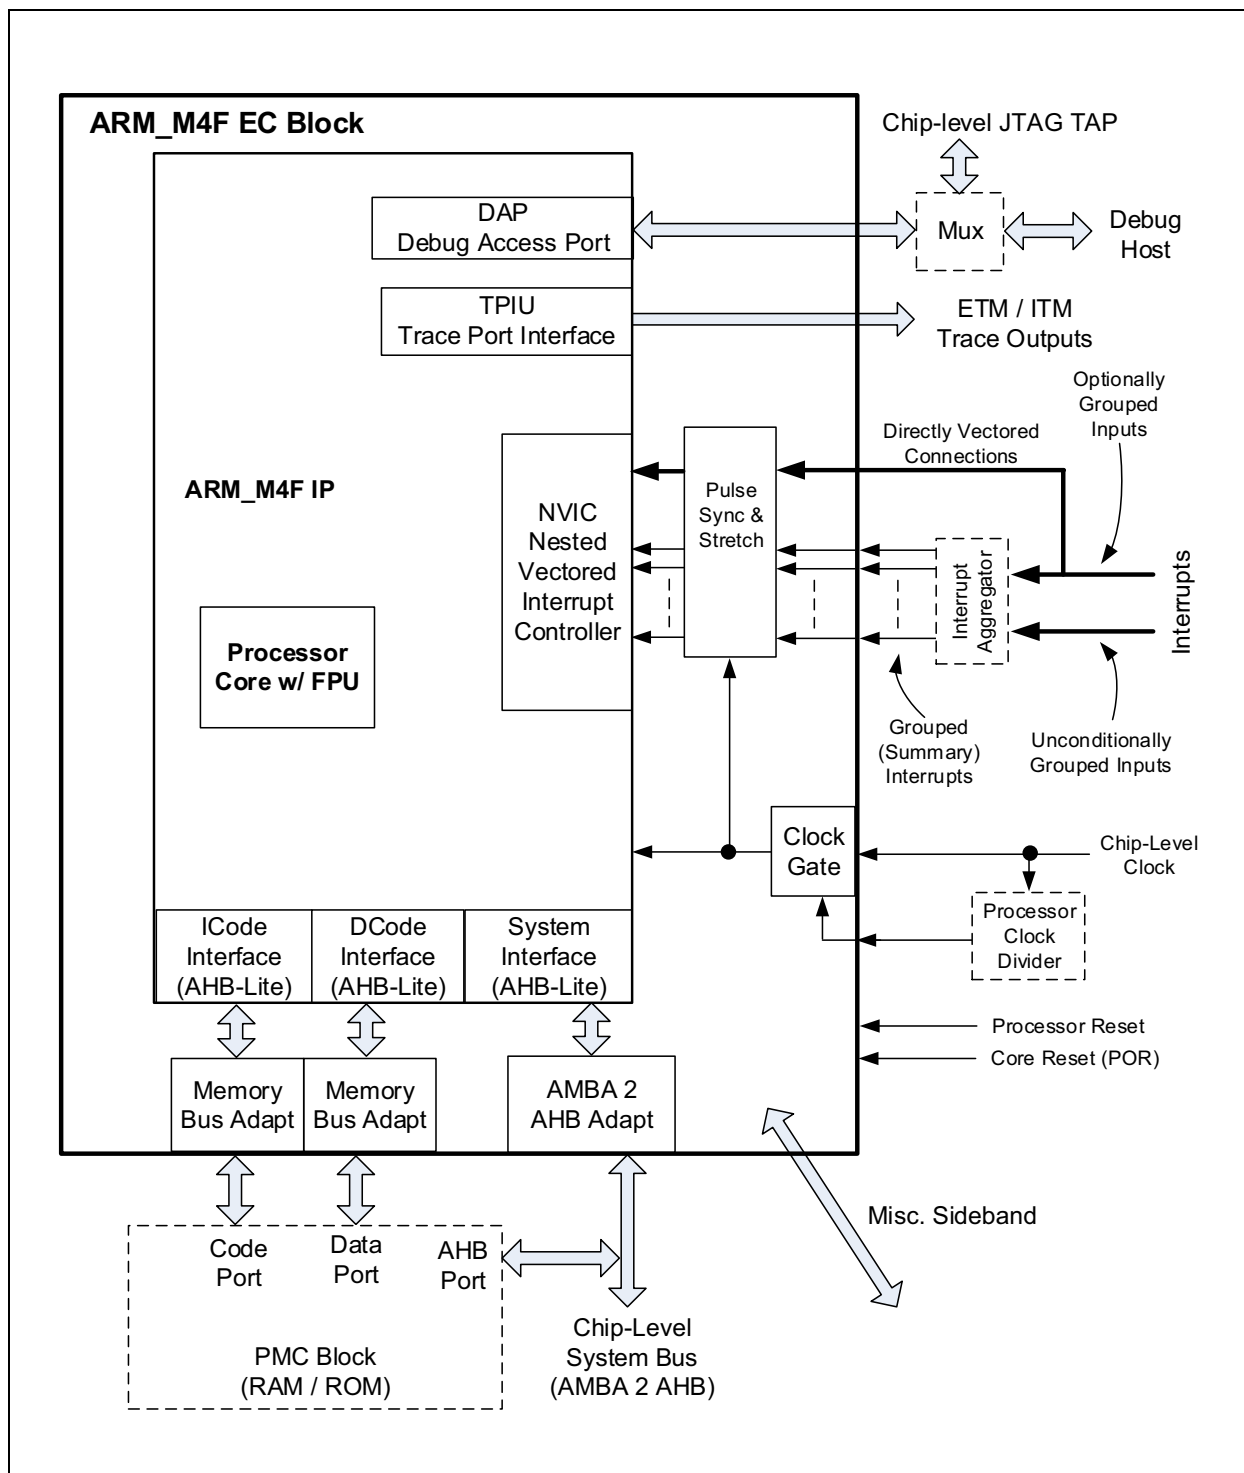 ARM_M4F EC Block
Chip-level JTAG TAP
DAP
Debug Access Port
Mux
Debug
Host
TPIU
Trace Port Interface
ETM / ITM
Trace Outputs
Optionally
Grouped
Inputs
Directly Vectored
Connections
ARM_M4F IP
NVIC
Nested
Vectored
Interrupt
Controller
Pulse
Sync &
Stretch
Interrupt
Aggregator
Interrupts
Processor
Core w/ FPU
Grouped
(Summary)
Interrupts
Unconditionally
Grouped Inputs
Clock
Gate
Chip-Level
Clock
Processor
Clock
Divider
ICode
Interface
(AHB-Lite)
DCode
Interface
(AHB-Lite)
System
Interface
(AHB-Lite)
Processor Reset
Core Reset (POR)
Memory
Bus Adapt
Memory
Bus Adapt
AMBA 2
AHB Adapt
Misc. Sideband
Code
Port
Data
Port
AHB
Port
PMC Block
(RAM / ROM)
Chip-Level
System Bus
(AMBA 2 AHB)